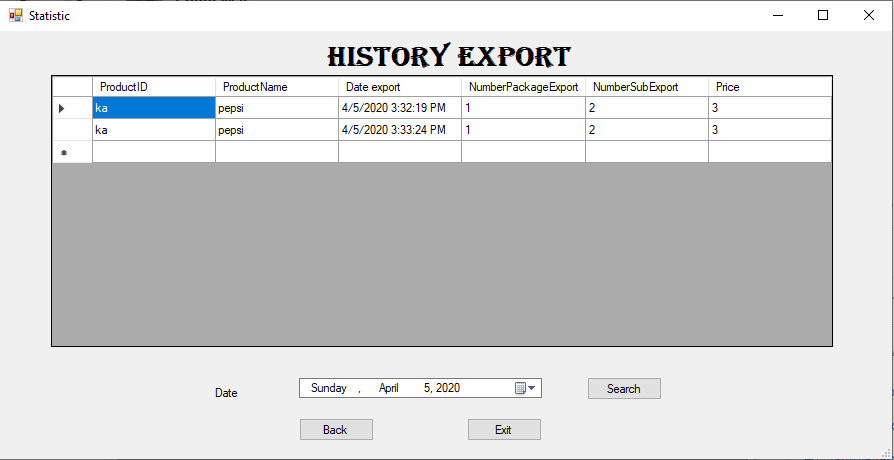 Statistic
HISTORY EXPORT
ProductID ProductName Date export NumberPackageExport NumberSubExport Price
ka pepsi 4/5/2020 3:32:19 PM 1 2 3
ka pepsi 4/5/2020 3:33:24 PM 1 2 3
Date Sunday , April 5, 2020 Search
Back Exit